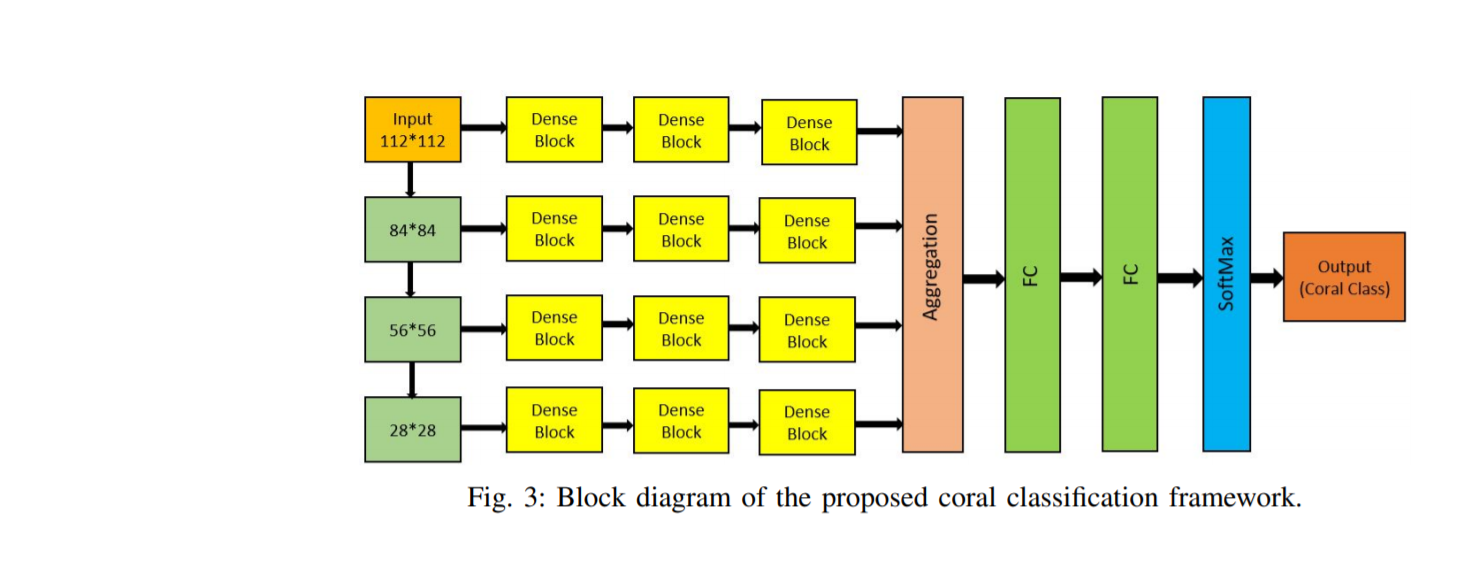 Input
112*112
Dense
Block
Dense
Block
Dense
Block
84*84
Dense
Block
Dense
Block
Dense
Block
56*56
Dense
Block
Dense
Block
Dense
Block
28*28
Dense
Block
Dense
Block
Dense
Block
Aggregation
FC
FC
SoftMax
Output
(Coral Class)
Fig. 3: Block diagram of the proposed coral classification framework.